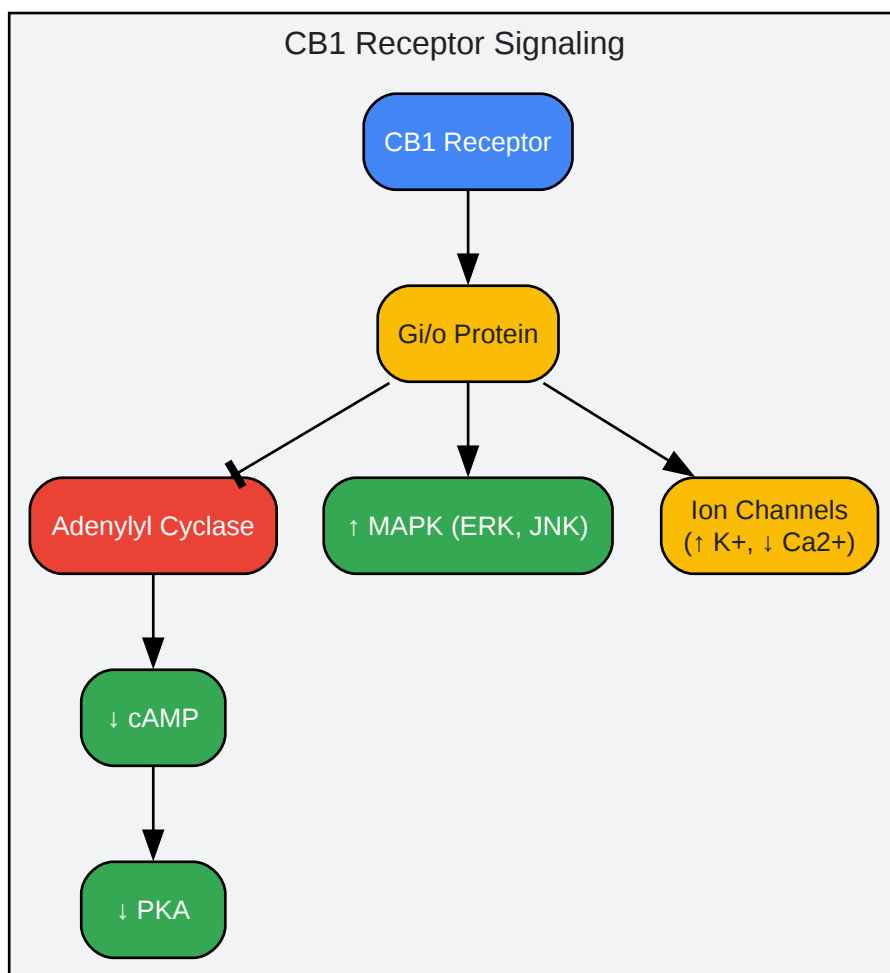 CB1 Receptor Signaling
CB1 Receptor
Gi/o Protein
Adenylyl Cyclase
↑ MAPK (ERK, JNK)
Ion Channels
(↑ K+, ↓ Ca2+)
↓ cAMP
↓ PKA